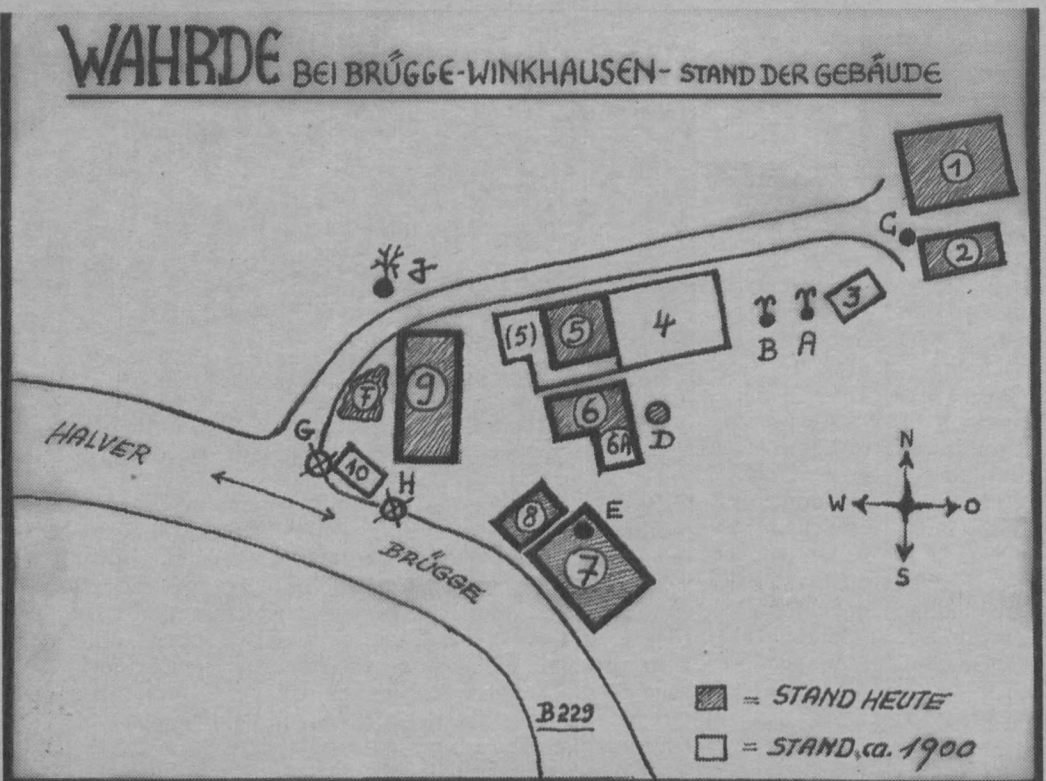 WAHRDE BEI BRÜGGE-WINKHAUSEN- STAND DER GEBÄUDE
1
C
2
J
3
(5)
5
4
B
A
F
9
6
D
6A
G
HALVER
10
H
N
W
O
S
8
E
7
BRÜGGE
B229
= STAND HEUTE
= STAND, ca. 1900